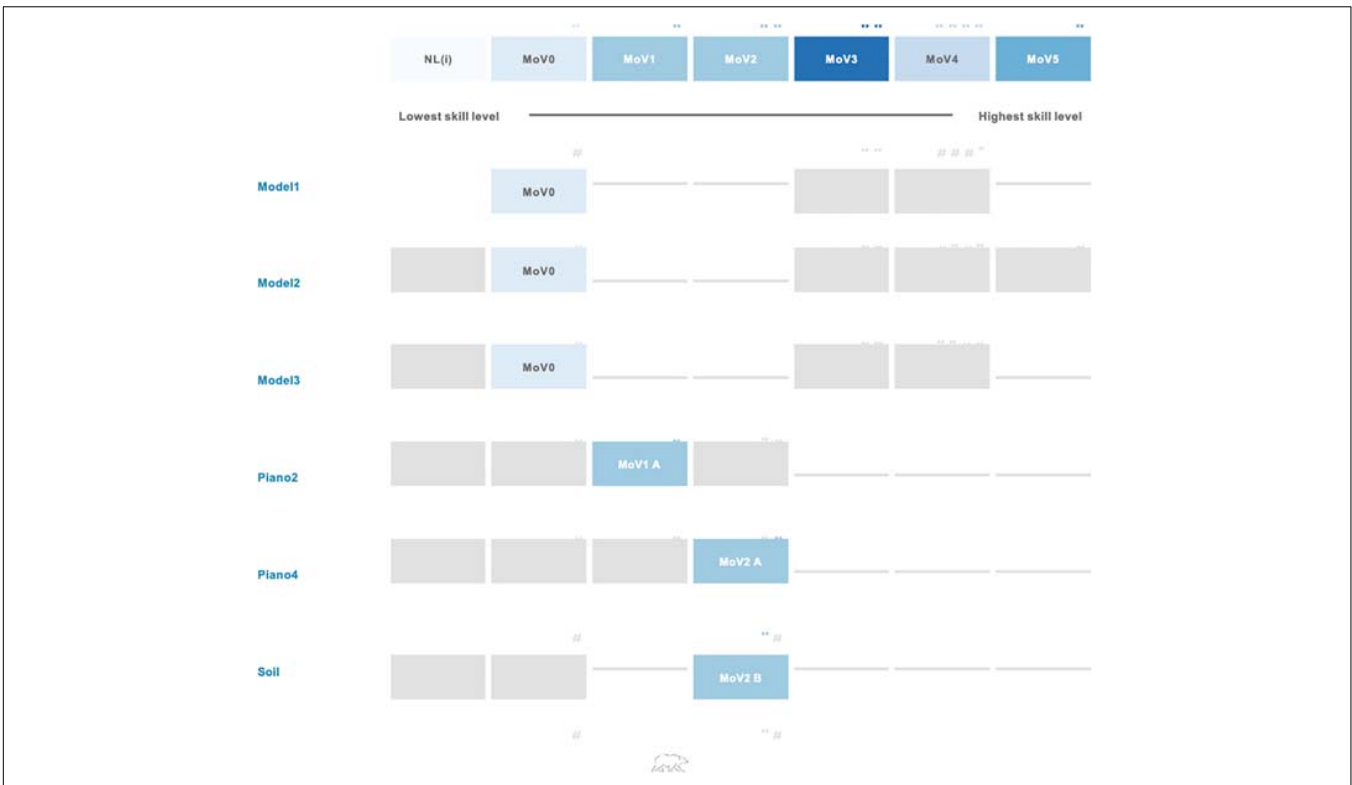 NL(i) MoV0 MoV1 MoV2 MoV3 MoV4 MoV5
Lowest skill level Highest skill level
Model1 MoV0
Model2 MoV0
Model3 MoV0
Piano2 MoV1 A
Piano4 MoV2 A
Soil MoV2 B